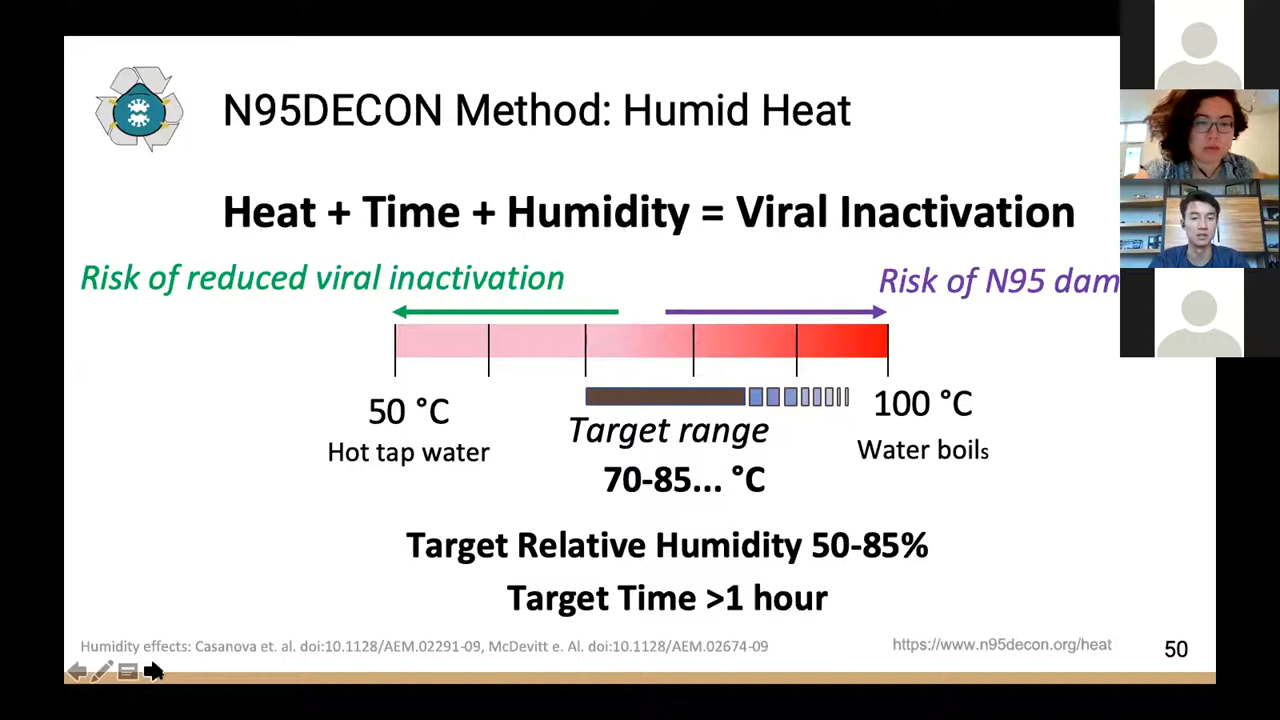 N95DECON Method: Humid Heat
Heat + Time + Humidity = Viral Inactivation
Risk of reduced viral inactivation
Risk of N95 dam
50 °C
100 °C
Hot tap water
Target range
Water boils
70-85... °C
Target Relative Humidity 50-85%
Target Time >1 hour
Humidity effects: Casanova et. al. doi:10.1128/AEM.02291-09, McDevitt e. Al. doi:10.1128/AEM.02674-09
https://www.n95decon.org/heat
50